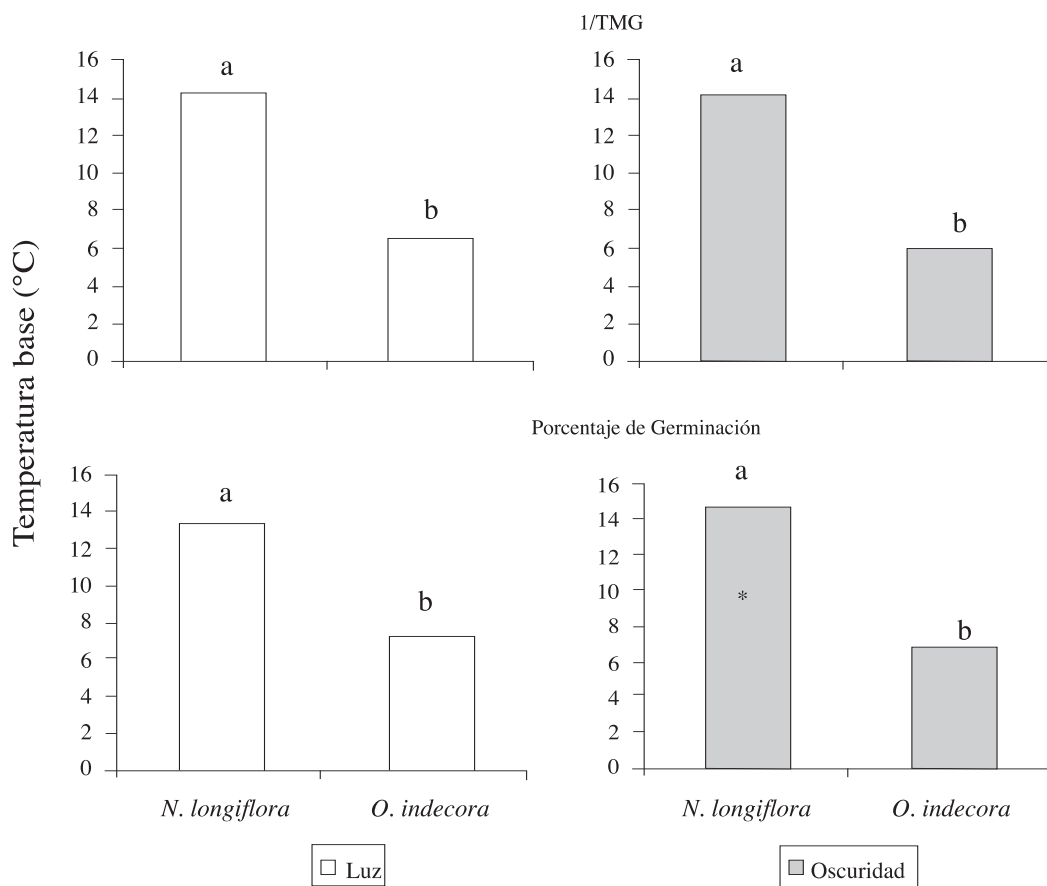 1/TMG
Temperatura base (°C)
16
14
12
10
8
6
4
2
0
a
b
16
14
12
10
8
6
4
2
0
a
b
Porcentaje de Germinación
16
14
12
10
8
6
4
2
0
a
b
N. longiflora
O. indecora
16
14
12
10
8
6
4
2
0
a
*
b
N. longiflora
O. indecora
Luz
Oscuridad